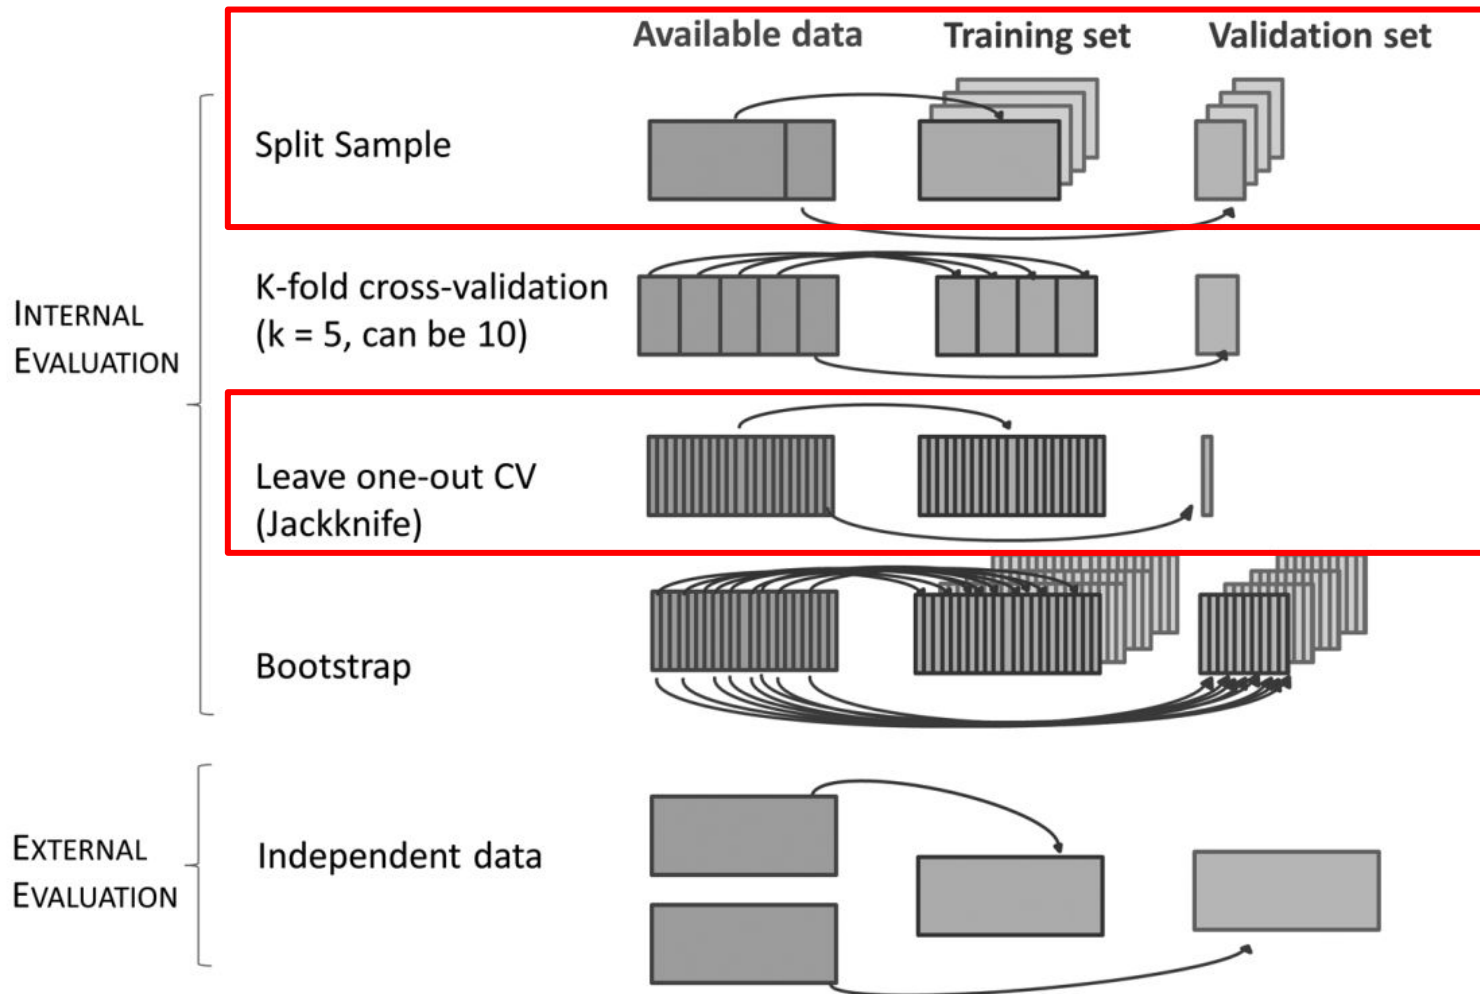 Available data Training set Validation set
Split Sample
K-fold cross-validation
(k = 5, can be 10)
INTERNAL
EVALUATION
Leave one-out CV
(Jackknife)
Bootstrap
EXTERNAL
EVALUATION
Independent data